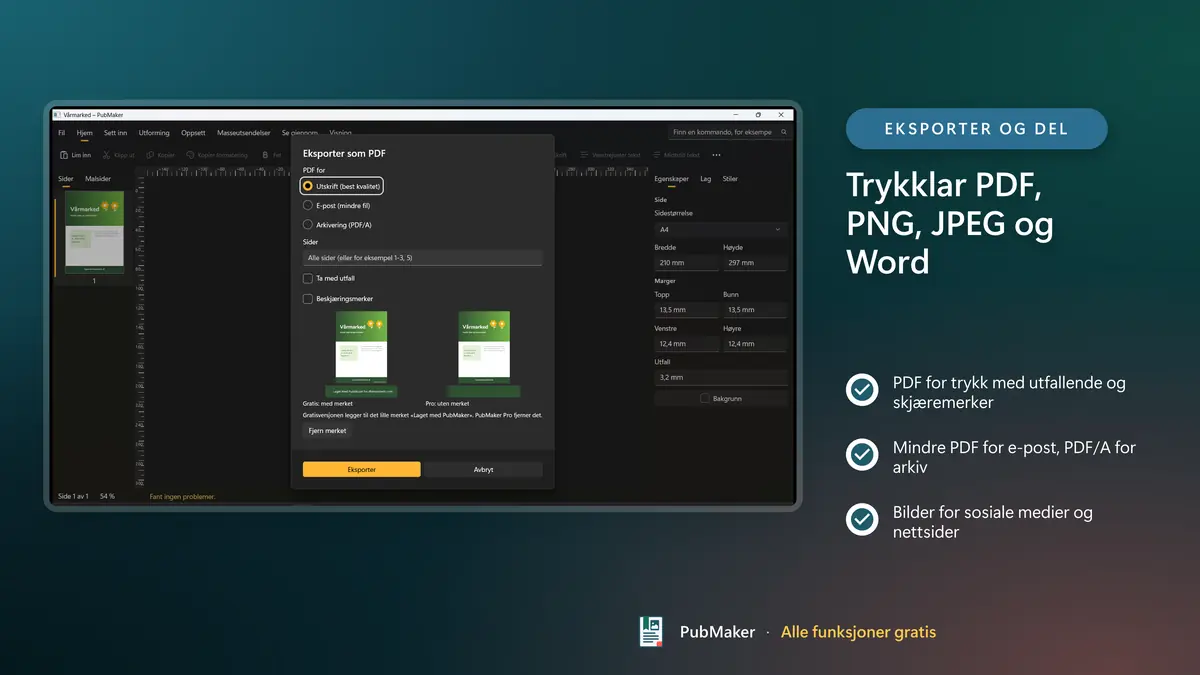 Vårmarked – PubMaker
Fil Hjem Sett inn Utforming Oppsett Masseutsendelser Se gjennom Visning
Finn en kommando, for eksempe
Lim inn Klipp ut Kopier Kopier formatering
Sider Malsider
Vårmarked
1
Eksporter som PDF
PDF for
Utskrift (best kvalitet)
E-post (mindre fil)
Arkivering (PDF/A)
Sider
Alle sider (eller for eksempel 1-3, 5)
Ta med utfall
Beskjæringsmerker
Vårmarked
Vårmarked
Gratis: med merket
Pro: uten merket
Gratisversjonen legger til det lille merket «Laget med PubMaker». PubMaker Pro fjerner det.
Fjern merket
Eksporter
Avbryt
Egenskaper Lag Stiler
Side
Sidestørrelse
A4
Bredde Høyde
210 mm 297 mm
Marger
Topp Bunn
13,5 mm 13,5 mm
Venstre Høyre
12,4 mm 12,4 mm
Utfall
3,2 mm
Bakgrunn
Side 1 av 1 54 % Fant ingen problemer.
EKSPORTER OG DEL
Trykklar PDF,
PNG, JPEG og
Word
PDF for trykk med utfallende og
skjæremerker
Mindre PDF for e-post, PDF/A for
arkiv
Bilder for sosiale medier og
nettsider
PubMaker · Alle funksjoner gratis